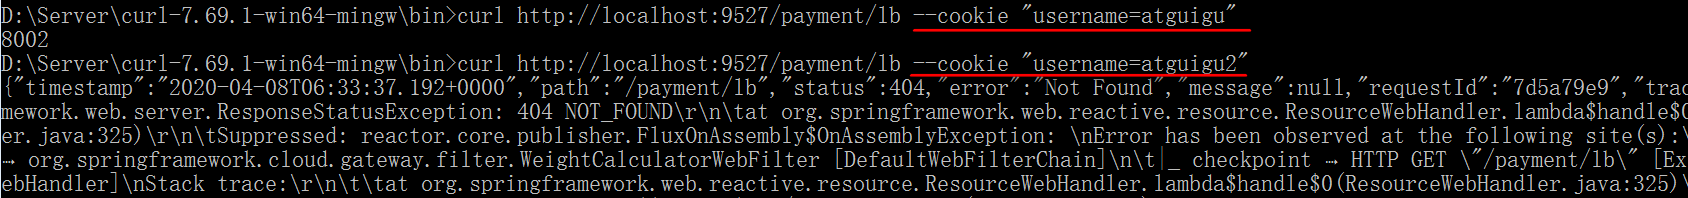 D:\Server\curl-7.69.1-win64-mingw\bin>curl http://localhost:9527/payment/lb --cookie "username=atguigu"
8002
D:\Server\curl-7.69.1-win64-mingw\bin>curl http://localhost:9527/payment/lb --cookie "username=atguigu2"
{"timestamp":"2020-04-08T06:33:37.192+0000","path":"/payment/lb","status":404,"error":"Not Found","message":null,"requestId":"7d5a79e9","trac
mework.web.server.ResponseStatusException: 404 NOT_FOUND\r\n\tat org.springframework.web.reactive.resource.ResourceWebHandler.lambda$handle$0
er.java:325)\r\n\tSuppressed: reactor.core.publisher.FluxOnAssembly$OnAssemblyException: \nError has been observed at the following site(s):\
→ org.springframework.cloud.gateway.filter.WeightCalculatorWebFilter [DefaultWebFilterChain]\n\t|_ checkpoint → HTTP GET \"/payment/lb\" [Ex
ebHandler]\nStack trace:\r\n\t\tat org.springframework.web.reactive.resource.ResourceWebHandler.lambda$handle$0(ResourceWebHandler.java:325)\